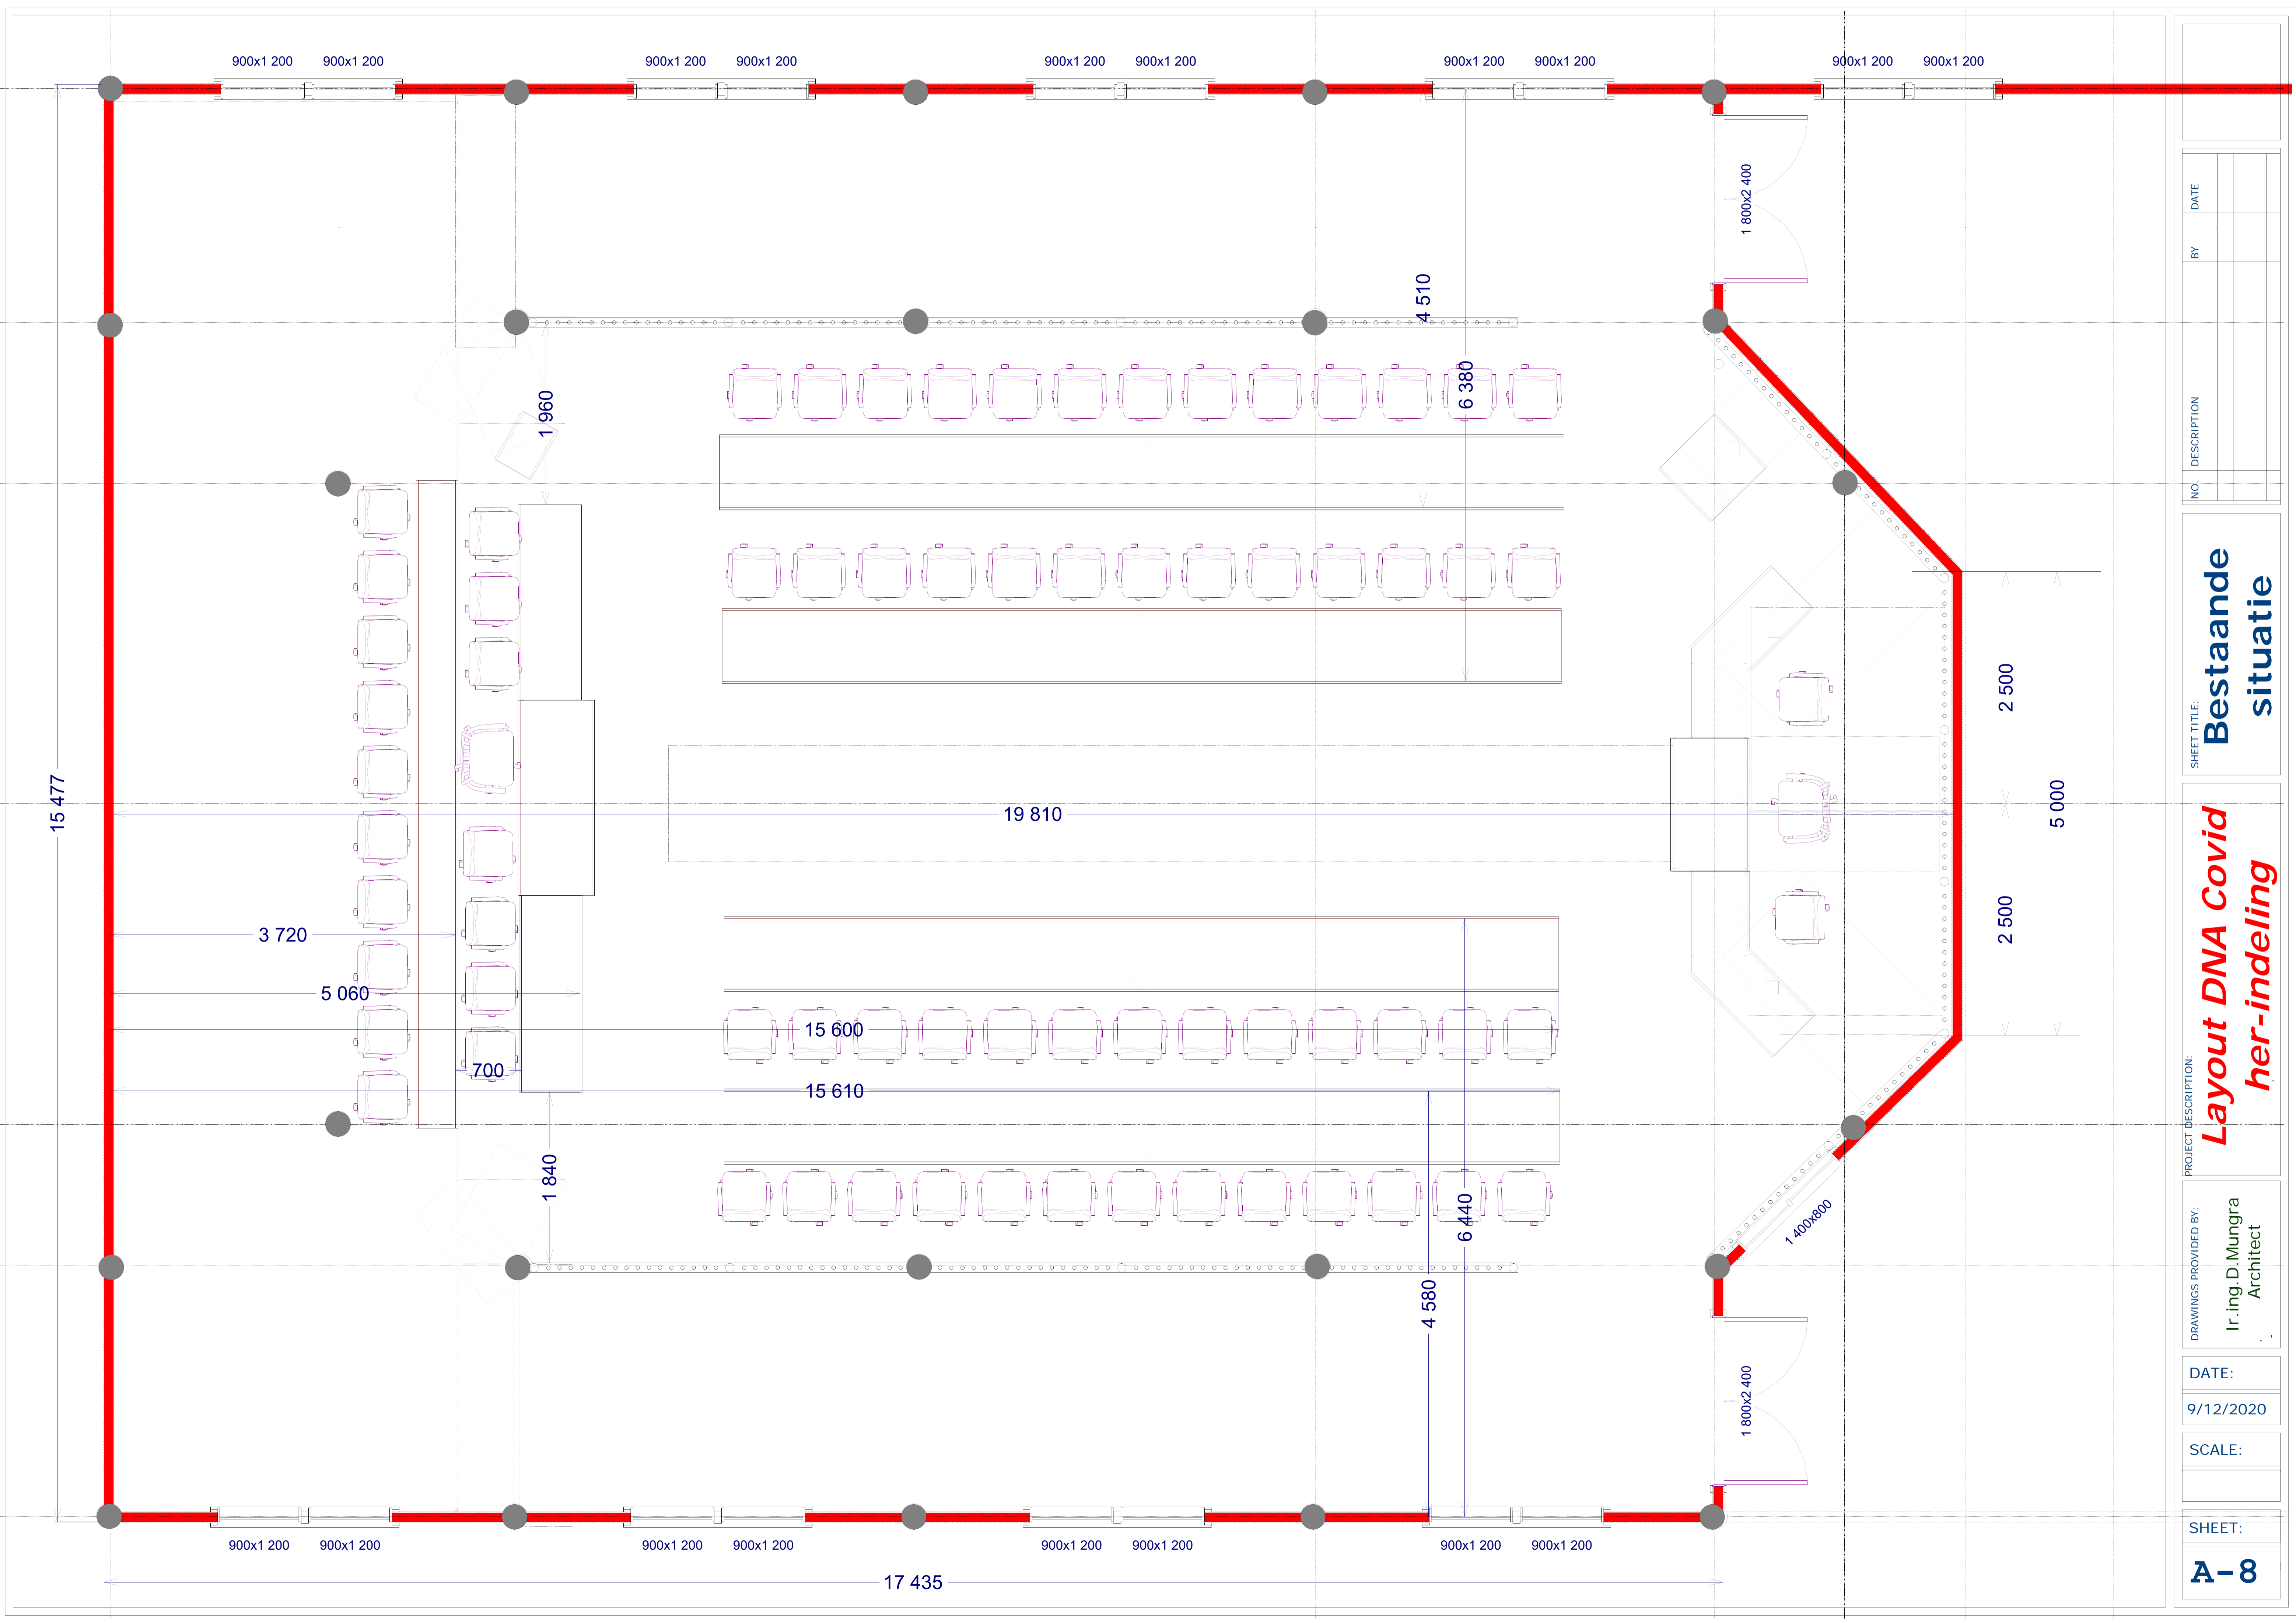 900x1 200 900x1 200 900x1 200 900x1 200 900x1 200 900x1 200 900x1 200 900x1 200 900x1 200 900x1 200
1 800x2 400
4 510
6 380
1 960
15 477
19 810
2 500
5 000
2 500
3 720
5 060
15 600
700
15 610
1 840
6 440
4 580
1 400x800
1 800x2 400
900x1 200 900x1 200 900x1 200 900x1 200 900x1 200 900x1 200 900x1 200 900x1 200
17 435
NO. DESCRIPTION BY DATE
SHEET TITLE:
Bestaande
situatie
PROJECT DESCRIPTION:
Layout DNA Covid
her-indeling
DRAWINGS PROVIDED BY:
Ir.ing.D.Mungra
Architect
DATE:
9/12/2020
SCALE:
SHEET:
A-8